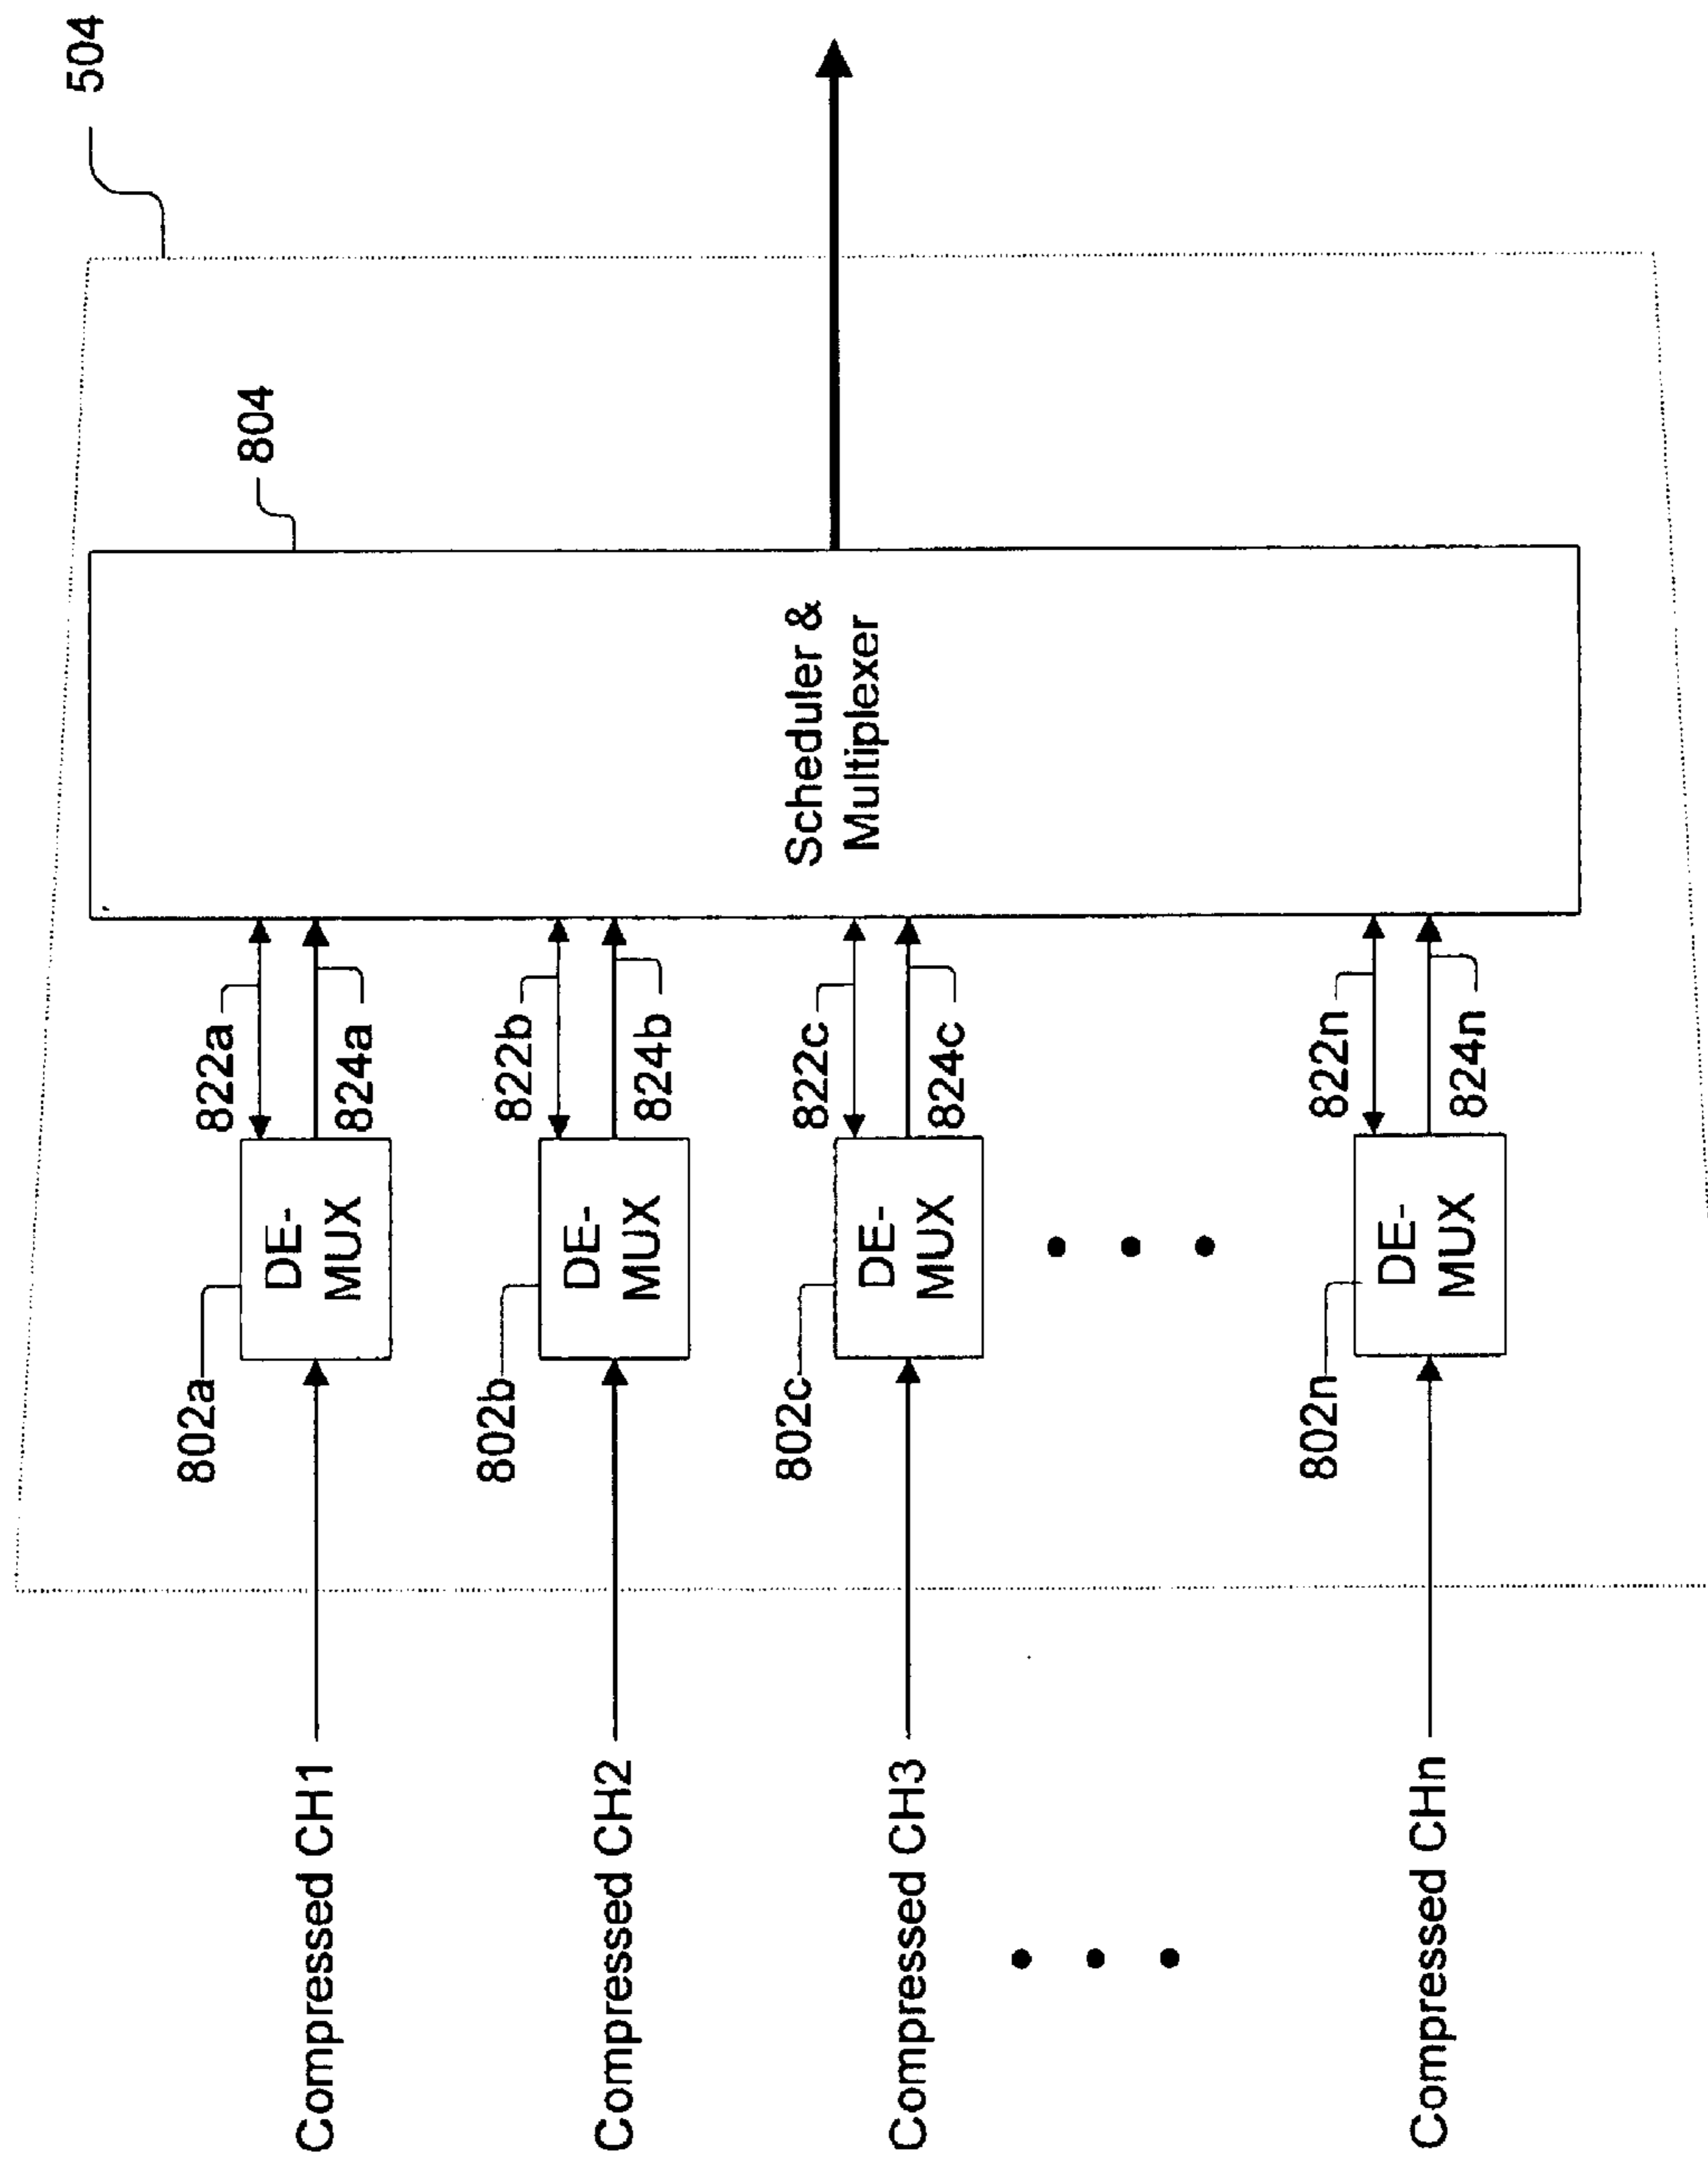 504
804
Scheduler &
Multiplexer
822a
824a
822b
824b
822c
824c
822n
824n
802a
DE-
MUX
802b
DE-
MUX
802c
DE-
MUX
802n
DE-
MUX
Compressed CH1
Compressed CH2
Compressed CH3
Compressed CHn